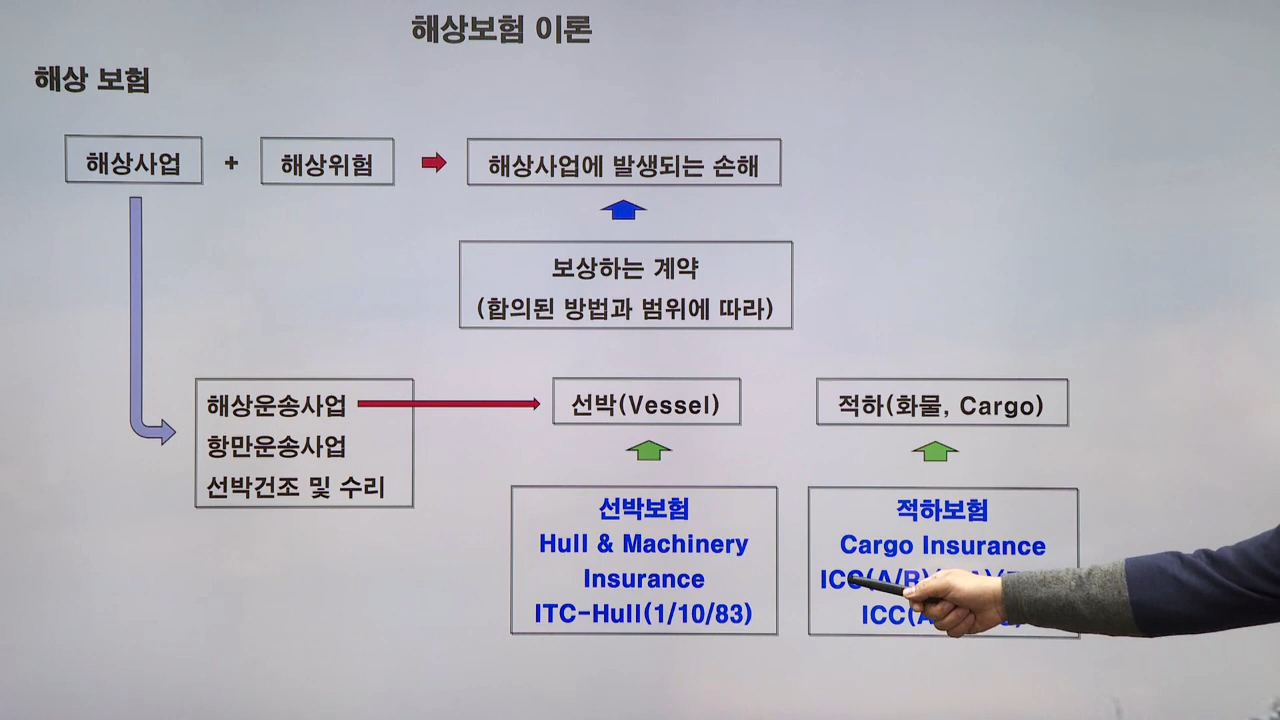 해상보험 이론
해상 보험
해상사업 + 해상위험 해상사업에 발생되는 손해
보상하는 계약
(합의된 방법과 범위에 따라)
해상운송사업
항만운송사업
선박건조 및 수리
선박(Vessel)
적하(화물, Cargo)
선박보험
Hull & Machinery
Insurance
ITC-Hull(1/10/83)
적하보험
Cargo Insurance